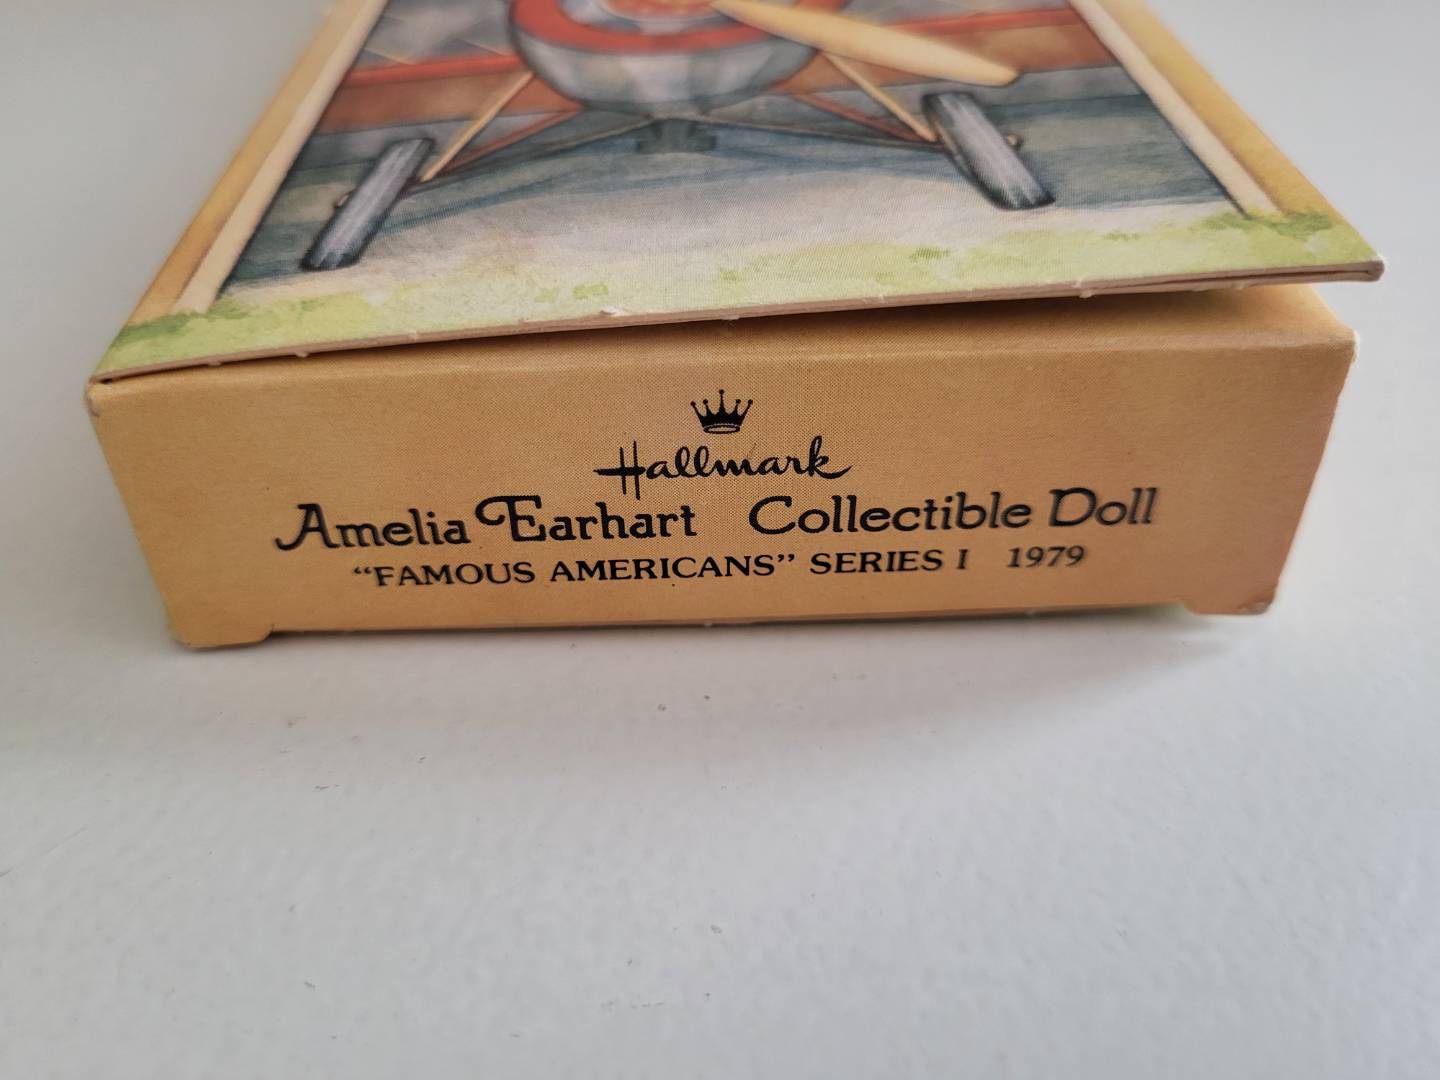 Hallmark
Amelia Earhart Collectible Doll
“FAMOUS AMERICANS” SERIES I 1979